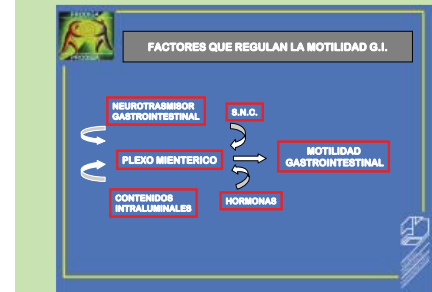 FACTORES QUE REGULAN LA MOTILIDAD G.I.
NEUROTRASMISOR
GASTROINTESTINAL
S.N.C.
PLEXO MIENTERICO
MOTILIDAD
GASTROINTESTINAL
CONTENIDOS
INTRALUMINALES
HORMONAS